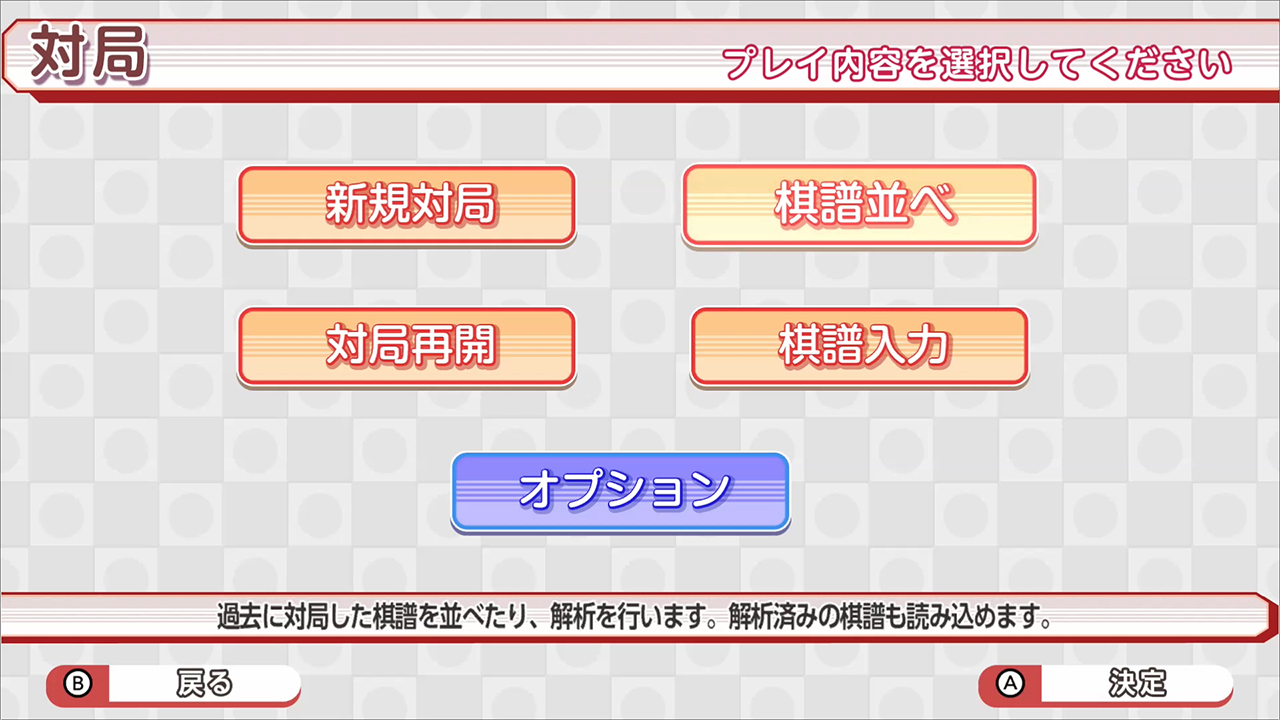 対局
プレイ内容を選択してください
新規対局
棋譜並べ
対局再開
棋譜入力
オプション
過去に対局した棋譜を並べたり、解析を行います。解析済みの棋譜も読み込めます。
B 戻る
A 決定